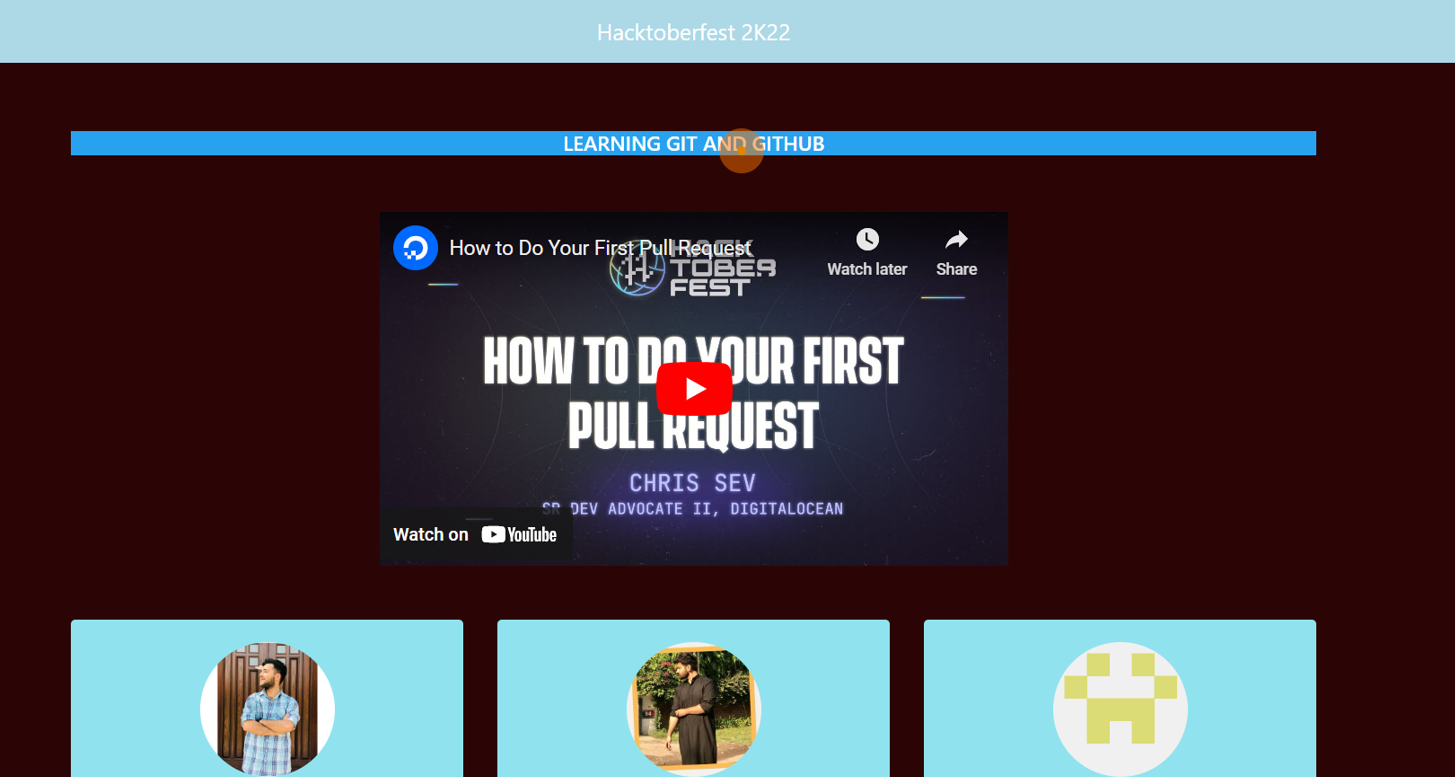 Hacktoberfest 2K22
LEARNING GIT AND GITHUB
How to Do Your First Pull Request
HACK
TOBER
FEST
Watch later
Share
HOW TO DO YOUR FIRST
PULL REQUEST
CHRIS SEV
SR DEV ADVOCATE II, DIGITALOCEAN
Watch on YouTube